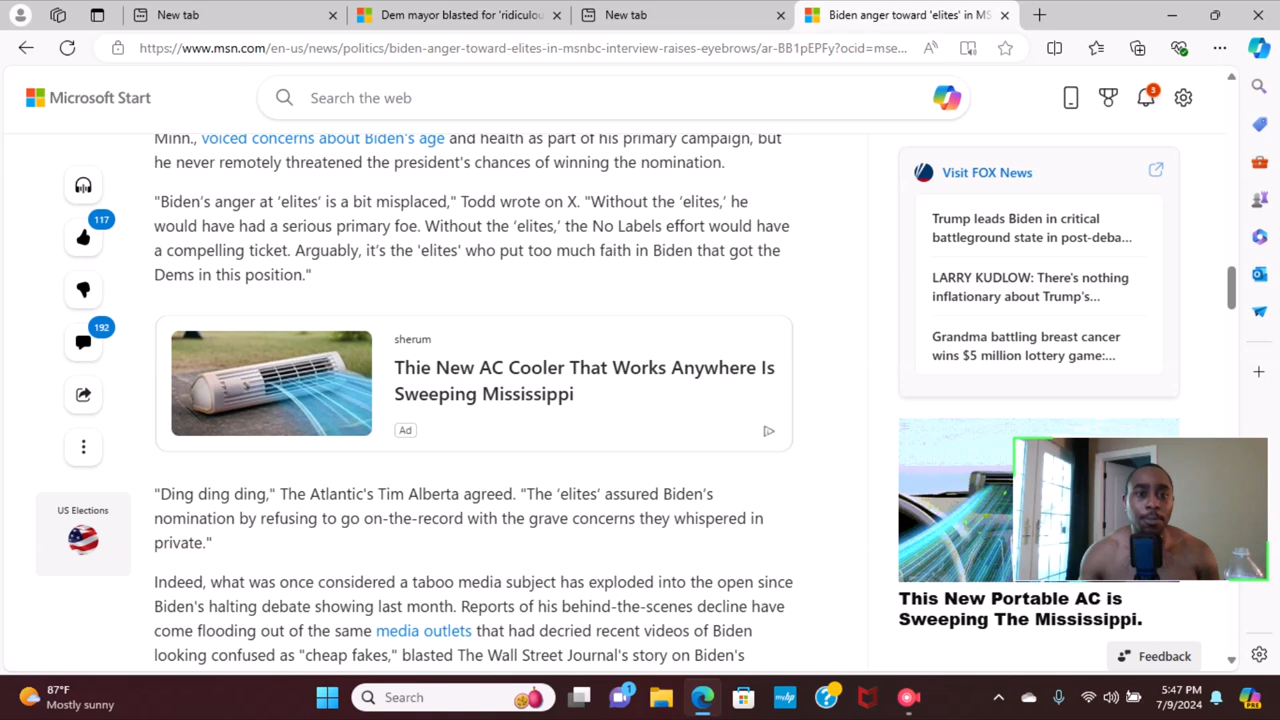 New tab
Dem mayor blasted for 'ridiculou
New tab
Biden anger toward 'elites' in MS
https://www.msn.com/en-us/news/politics/biden-anger-toward-elites-in-msnbc-interview-raises-eyebrows/ar-BB1pEPFy?ocid=mse...
Microsoft Start
Search the web
3
Minn., voiced concerns about Biden's age and health as part of his primary campaign, but
he never remotely threatened the president's chances of winning the nomination.
117
"Biden's anger at ‘elites’ is a bit misplaced," Todd wrote on X. "Without the ‘elites,’ he
would have had a serious primary foe. Without the ‘elites,’ the No Labels effort would have
a compelling ticket. Arguably, it’s the 'elites' who put too much faith in Biden that got the
Dems in this position."
192
sherum
Thie New AC Cooler That Works Anywhere Is
Sweeping Mississippi
Ad
"Ding ding ding," The Atlantic's Tim Alberta agreed. "The ‘elites’ assured Biden’s
nomination by refusing to go on-the-record with the grave concerns they whispered in
private."
US Elections
Indeed, what was once considered a taboo media subject has exploded into the open since
Biden's halting debate showing last month. Reports of his behind-the-scenes decline have
come flooding out of the same media outlets that had decried recent videos of Biden
looking confused as "cheap fakes," blasted The Wall Street Journal's story on Biden's
Visit FOX News
Trump leads Biden in critical
battleground state in post-deba...
LARRY KUDLOW: There's nothing
inflationary about Trump's...
Grandma battling breast cancer
wins $5 million lottery game:...
This New Portable AC is
Sweeping The Mississippi.
Feedback
87°F
Mostly sunny
Search
1
mhp
5:47 PM
7/9/2024
PRE